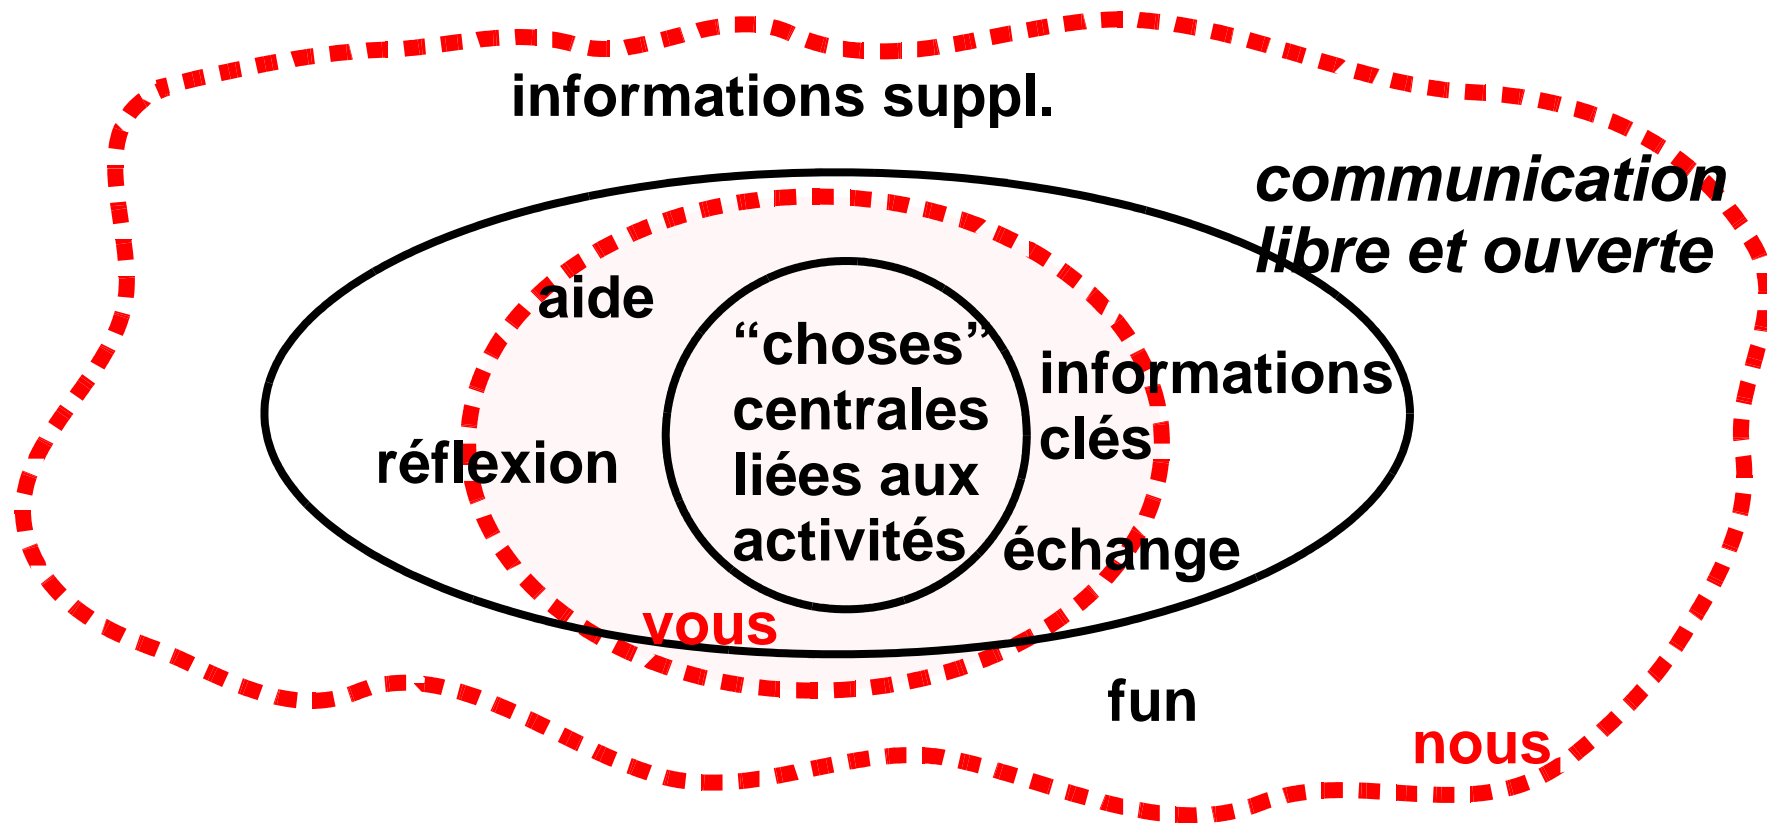 informations suppl.
communication
libre et ouverte
aide
“choses”
centrales
liées aux
activités
informations
clés
réflexion
échange
vous
fun
nous